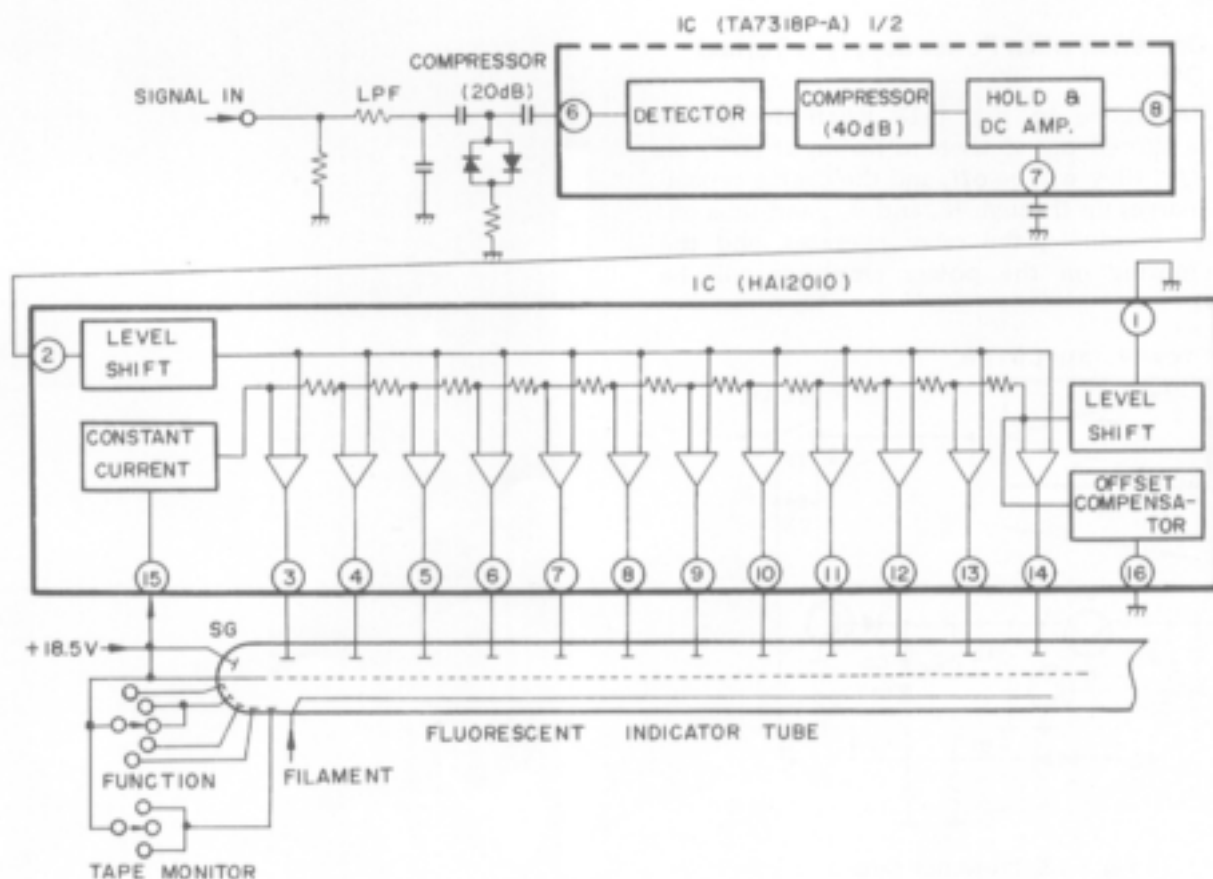 IC (TA7318P-A) 1/2
COMPRESSOR
(20dB)
SIGNAL IN
LPF
6
DETECTOR
COMPRESSOR
(40dB)
HOLD &
DC AMP.
8
7
IC (HA12010)
1
2
LEVEL
SHIFT
CONSTANT
CURRENT
LEVEL
SHIFT
OFFSET
COMPENSA-
TOR
15
3
4
5
6
7
8
9
10
11
12
13
14
16
+18.5V
SG
FLUORESCENT INDICATOR TUBE
FUNCTION
FILAMENT
TAPE MONITOR